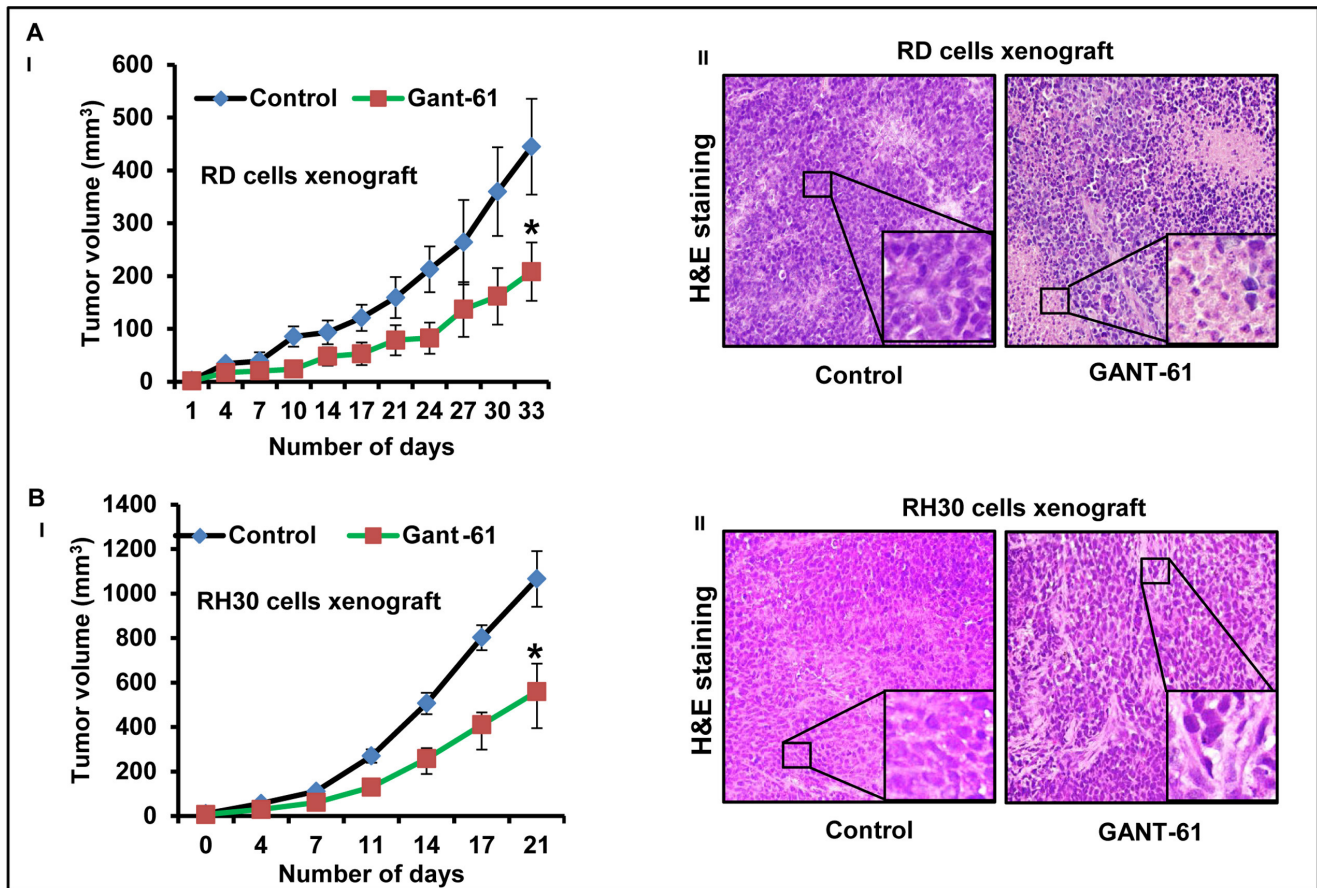 A
I
600
500
400
300
200
100
0
Tumor volume (mm³)
Control Gant-61
RD cells xenograft
*
1 4 7 10 14 17 21 24 27 30 33
Number of days
II
RD cells xenograft
H&E staining
Control GANT-61
B
I
1400
1200
1000
800
600
400
200
0
Tumor volume (mm³)
Control Gant-61
RH30 cells xenograft
*
0 4 7 11 14 17 21
Number of days
II
RH30 cells xenograft
H&E staining
Control GANT-61